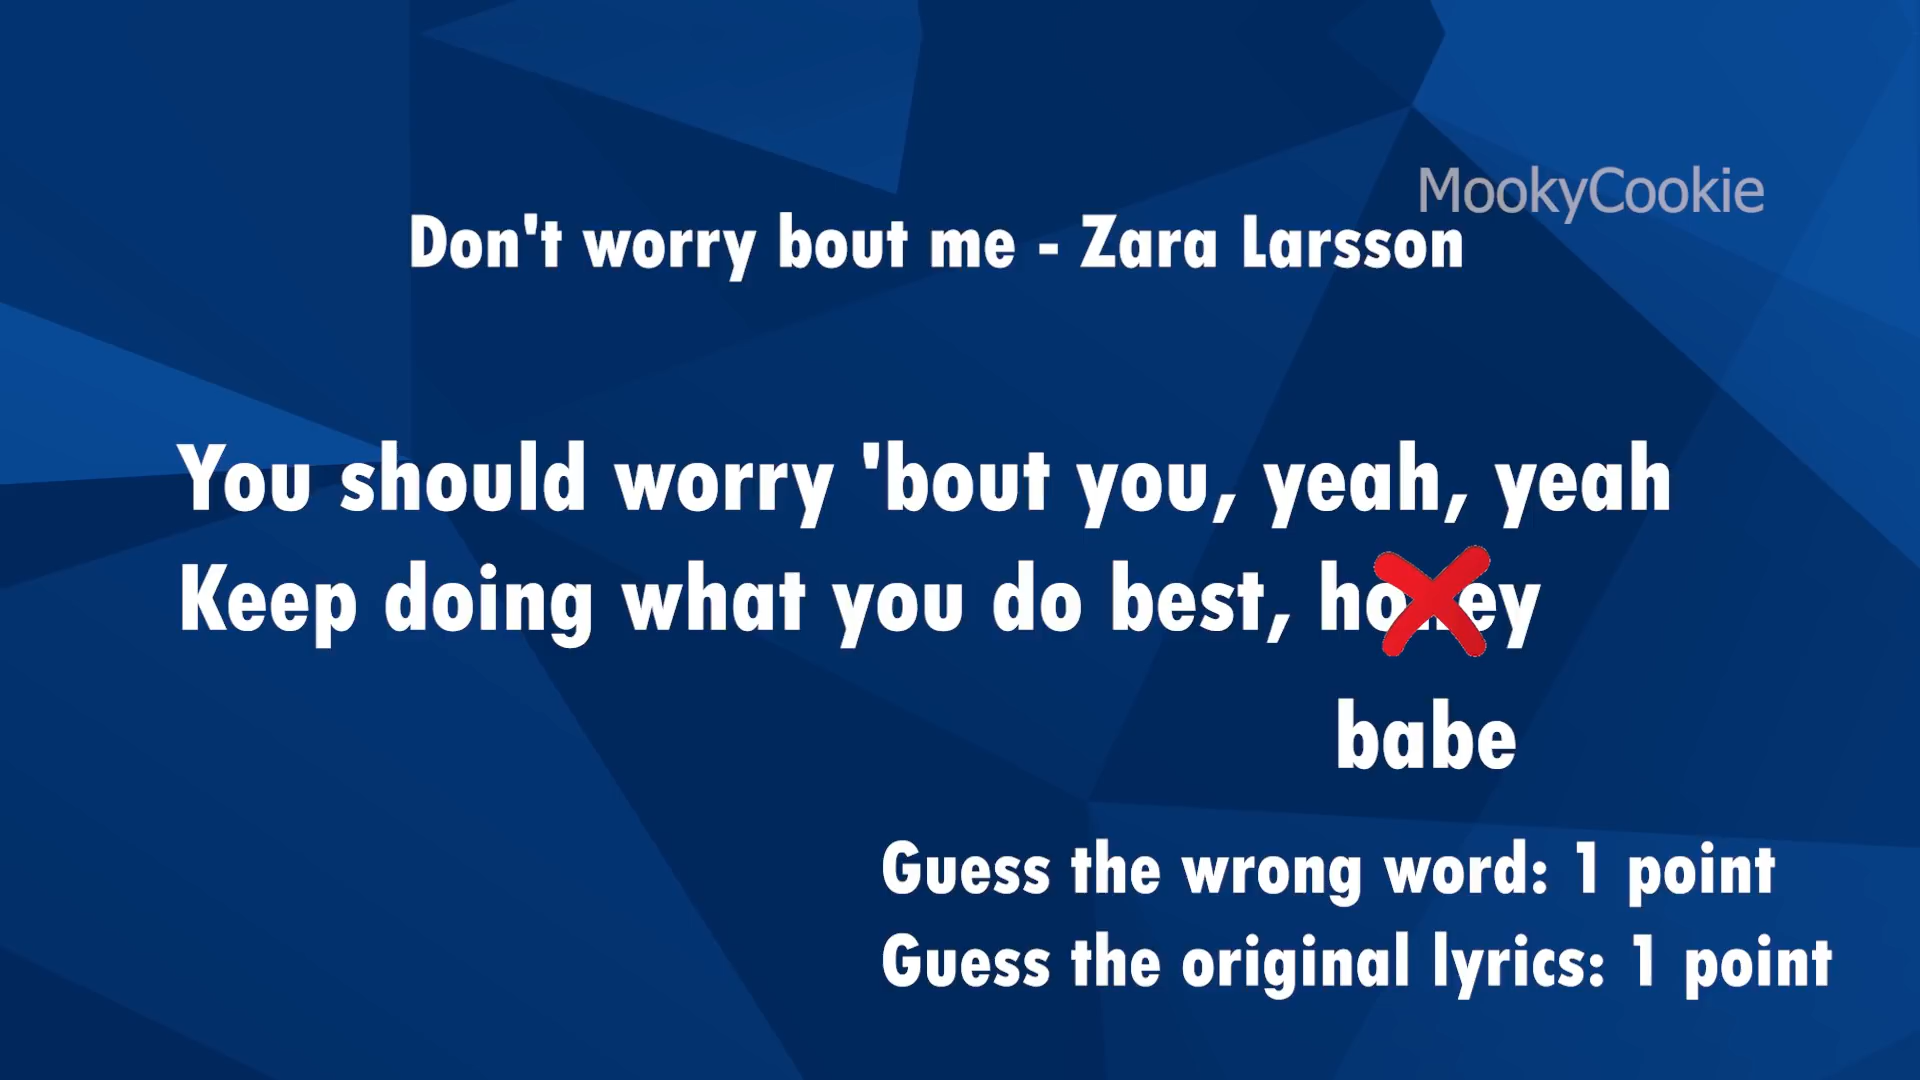 MookyCookie
Don't worry bout me - Zara Larsson
You should worry 'bout you, yeah, yeah
Keep doing what you do best, honey
babe
Guess the wrong word: 1 point
Guess the original lyrics: 1 point